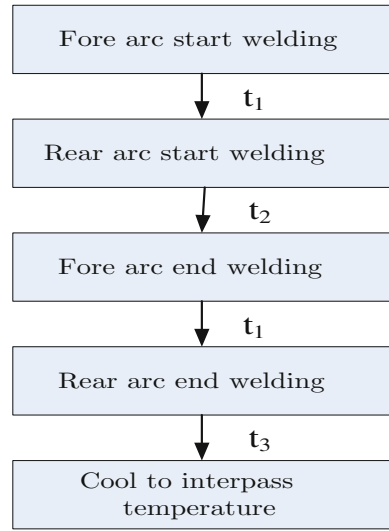 Fore arc start welding
t₁
Rear arc start welding
t₂
Fore arc end welding
t₁
Rear arc end welding
t₃
Cool to interpass
temperature